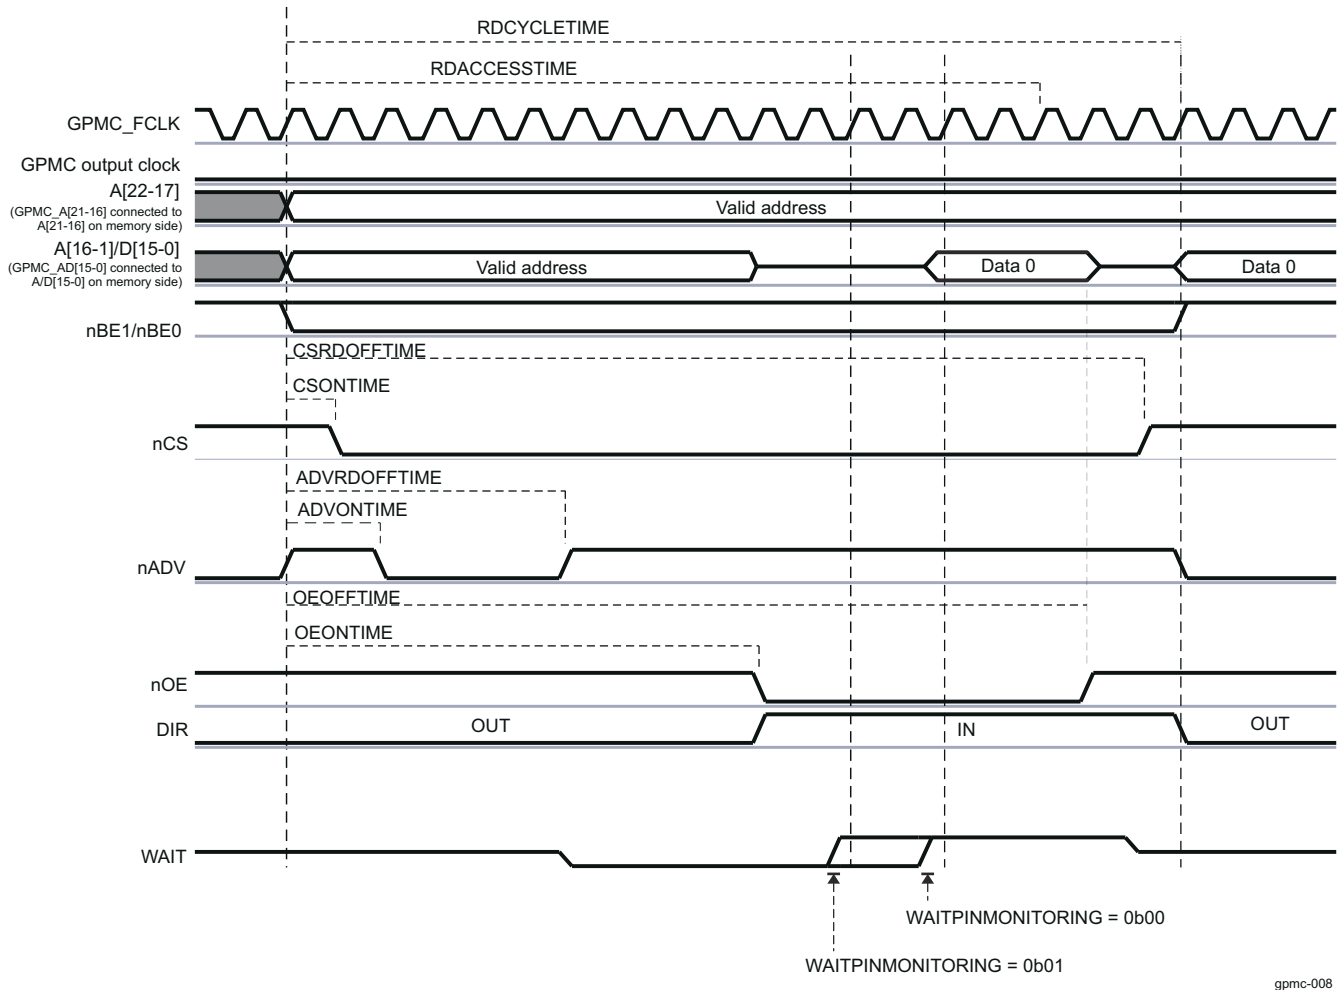 RDCYCLETIME
RDACCESSTIME
GPMC_FCLK
GPMC output clock
A[22-17]
(GPMC_A[21-16] connected to
A[21-16] on memory side)
Valid address
A[16-1]/D[15-0]
(GPMC_AD[15-0] connected to
A/D[15-0] on memory side)
Valid address
Data 0
Data 0
nBE1/nBE0
CSRDOFFTIME
CSONTIME
nCS
ADVRDOFFTIME
ADVONTIME
nADV
OEOFFTIME
OEONTIME
nOE
DIR
OUT
IN
OUT
WAIT
WAITPINMONITORING = 0b00
WAITPINMONITORING = 0b01
gpmc-008